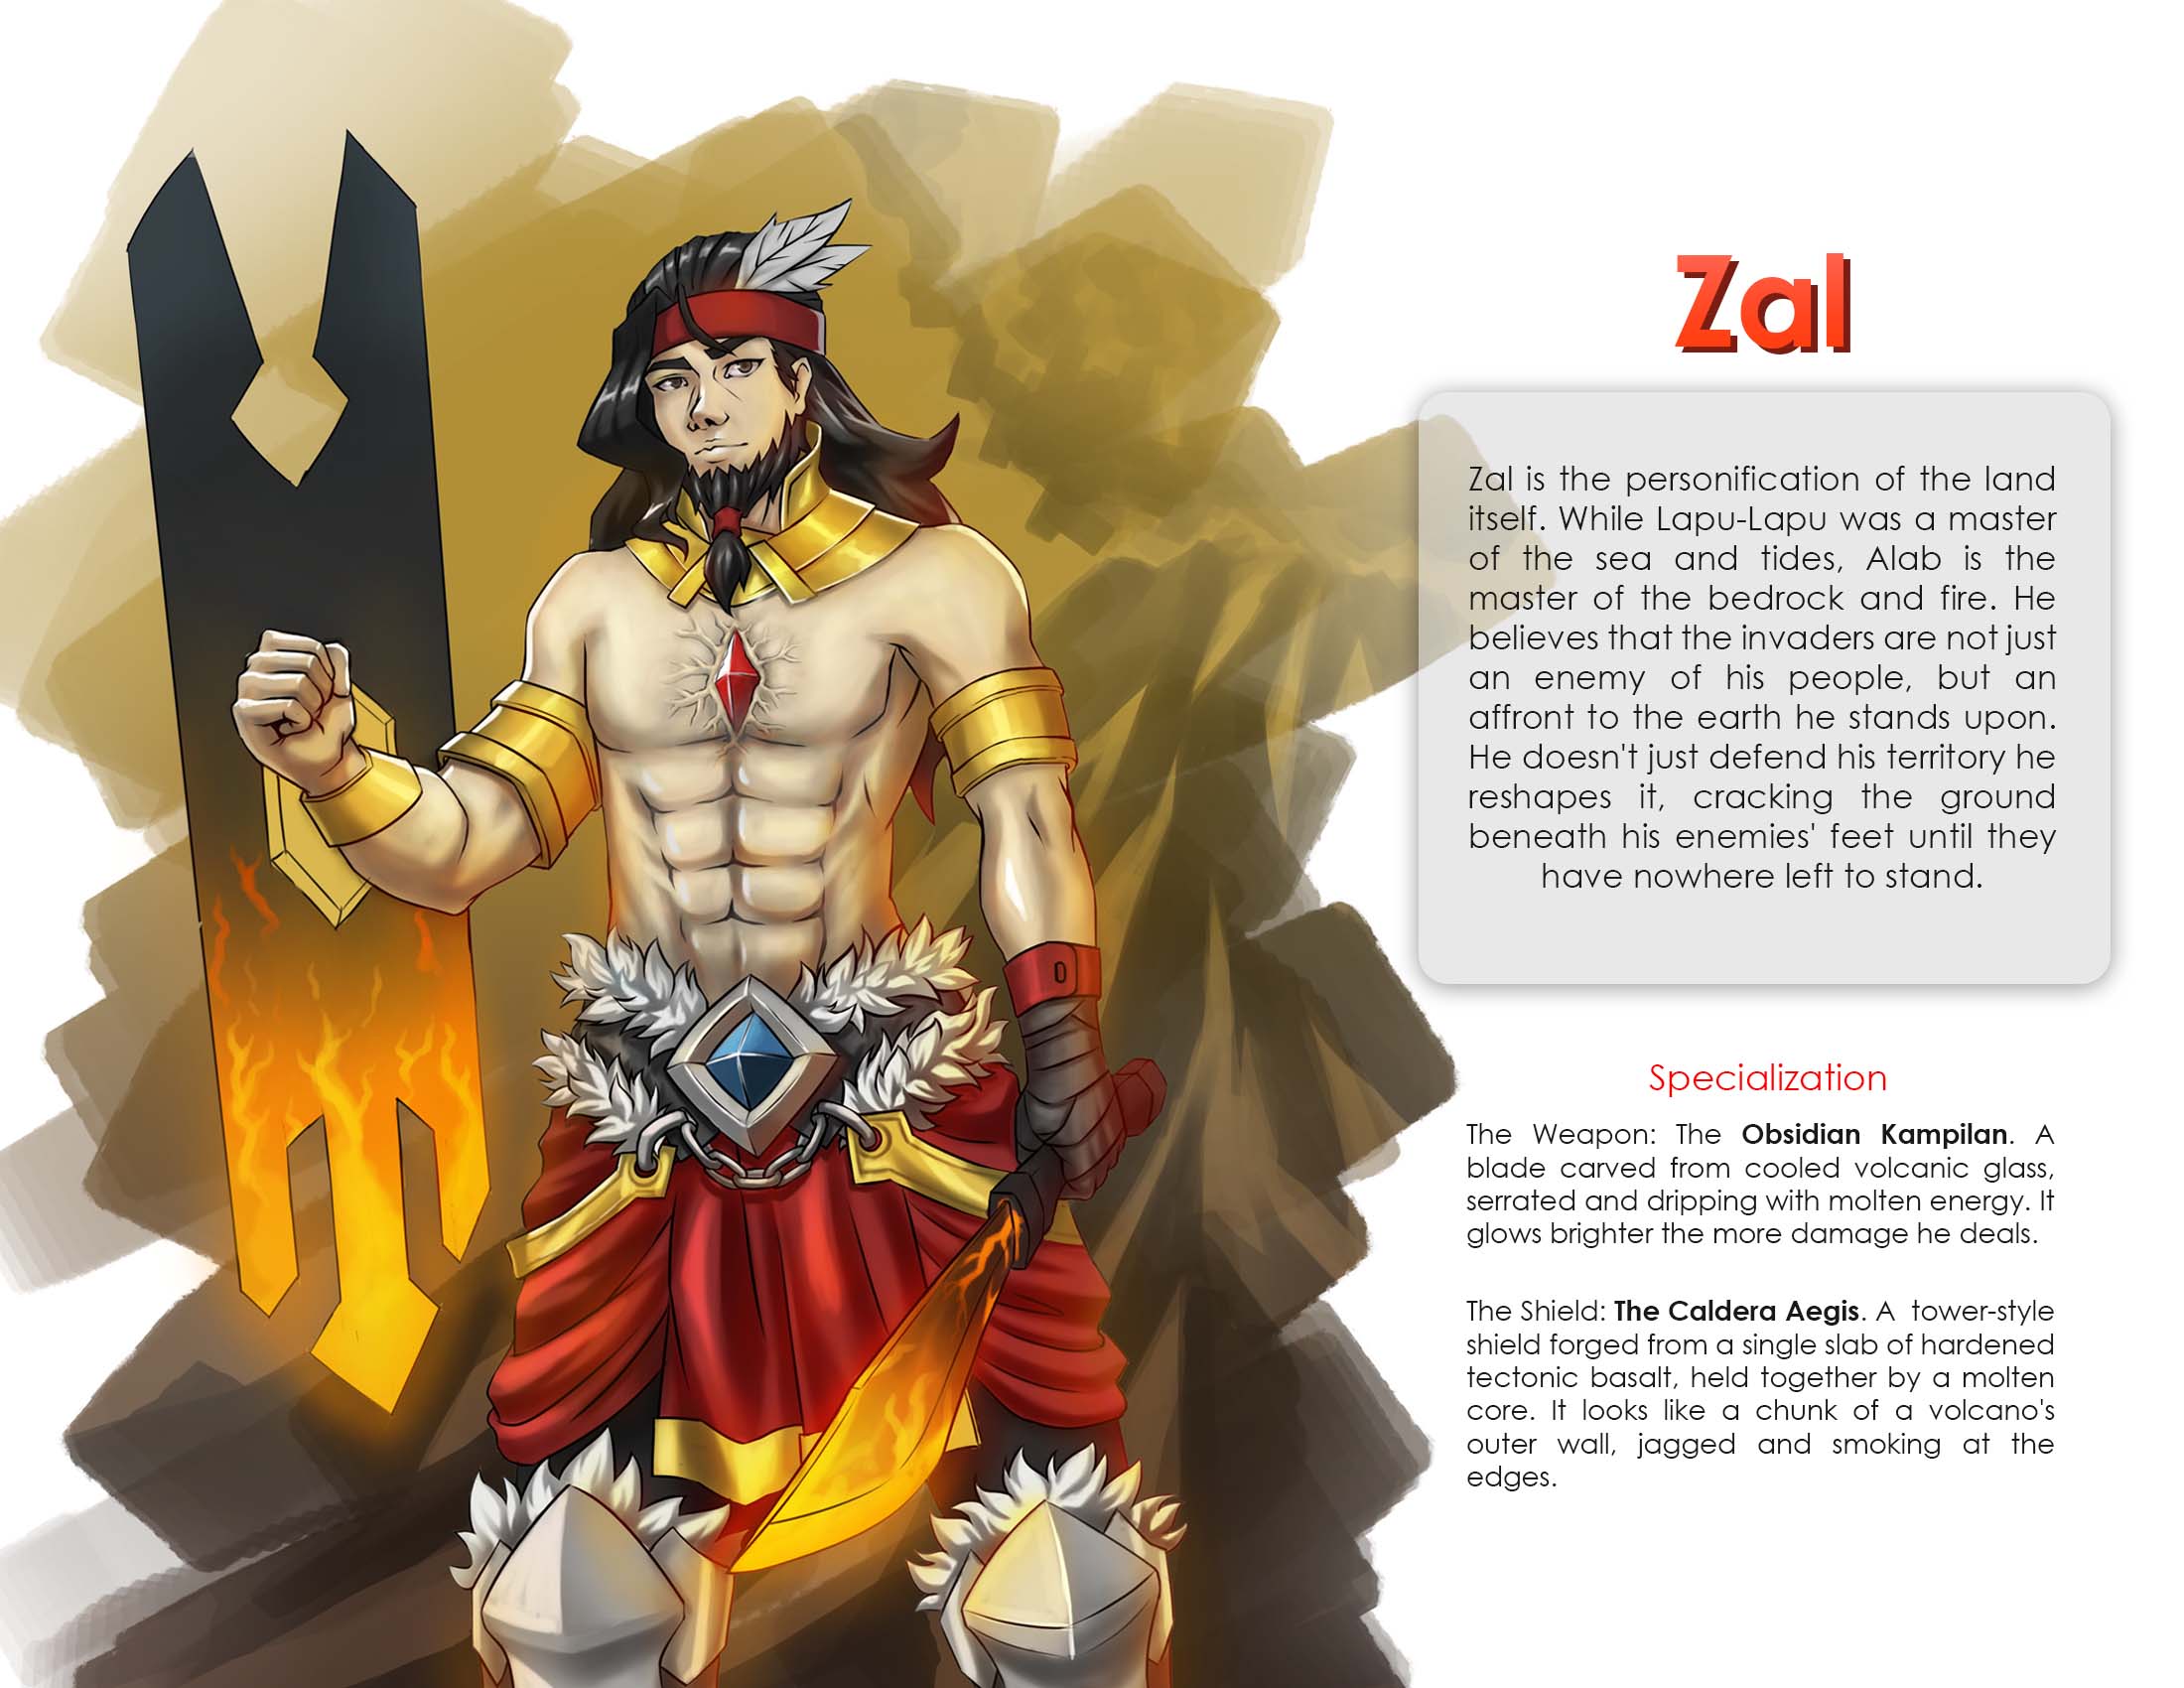 Zal
Zal is the personification of the land
itself. While Lapu-Lapu was a master
of the sea and tides, Alab is the
master of the bedrock and fire. He
believes that the invaders are not just
an enemy of his people, but an
affront to the earth he stands upon.
He doesn't just defend his territory he
reshapes it, cracking the ground
beneath his enemies' feet until they
have nowhere left to stand.
Specialization
The Weapon: The Obsidian Kampilan. A
blade carved from cooled volcanic glass,
serrated and dripping with molten energy. It
glows brighter the more damage he deals.
The Shield: The Caldera Aegis. A tower-style
shield forged from a single slab of hardened
tectonic basalt, held together by a molten
core. It looks like a chunk of a volcano's
outer wall, jagged and smoking at the
edges.